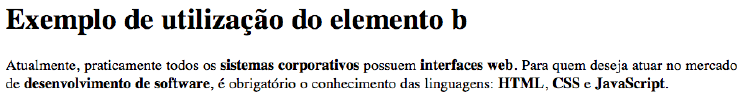 Exemplo de utilização do elemento b
Atualmente, praticamente todos os sistemas corporativos possuem interfaces web. Para quem deseja atuar no mercado
de desenvolvimento de software, é obrigatório o conhecimento das linguagens: HTML, CSS e JavaScript.